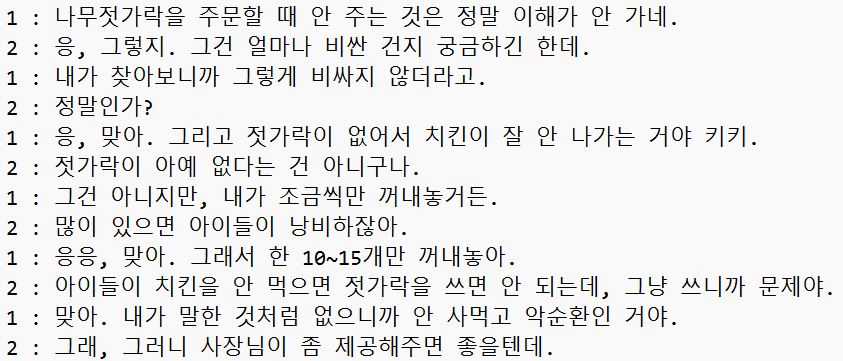 1 : 나무젓가락을 주문할 때 안 주는 것은 정말 이해가 안 가네.
2 : 응, 그렇지. 그건 얼마나 비싼 건지 궁금하긴 한데.
1 : 내가 찾아보니까 그렇게 비싸지 않더라고.
2 : 정말인가?
1 : 응, 맞아. 그리고 젓가락이 없어서 치킨이 잘 안 나가는 거야 키키.
2 : 젓가락이 아예 없다는 건 아니구나.
1 : 그건 아니지만, 내가 조금씩만 꺼내놓거든.
2 : 많이 있으면 아이들이 낭비하잖아.
1 : 응응, 맞아. 그래서 한 10~15개만 꺼내놓아.
2 : 아이들이 치킨을 안 먹으면 젓가락을 쓰면 안 되는데, 그냥 쓰니까 문제야.
1 : 맞아. 내가 말한 것처럼 없으니까 안 사먹고 악순환인 거야.
2 : 그래, 그러니 사장님이 좀 제공해주면 좋을텐데.